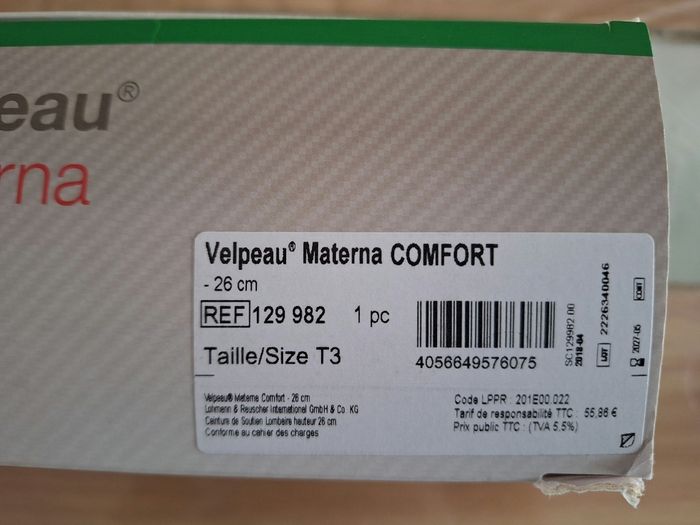 eau®
rna
Velpeau® Materna COMFORT
- 26 cm
REF 129 982 1 pc
Taille/Size T3
4056649576075
SC129982 00
2018-04
LOT 2226340046
2027-05
CONT
Velpeau® Materna Comfort - 26 cm
Lohmann & Rauscher International GmbH & Co. KG
Ceinture de Soutien Lombaire hauteur 26 cm
Conforme au cahier des charges
Code LPPR : 201E00.022
Tarif de responsabilité TTC : 55,86 €
Prix public TTC : (TVA 5,5%)